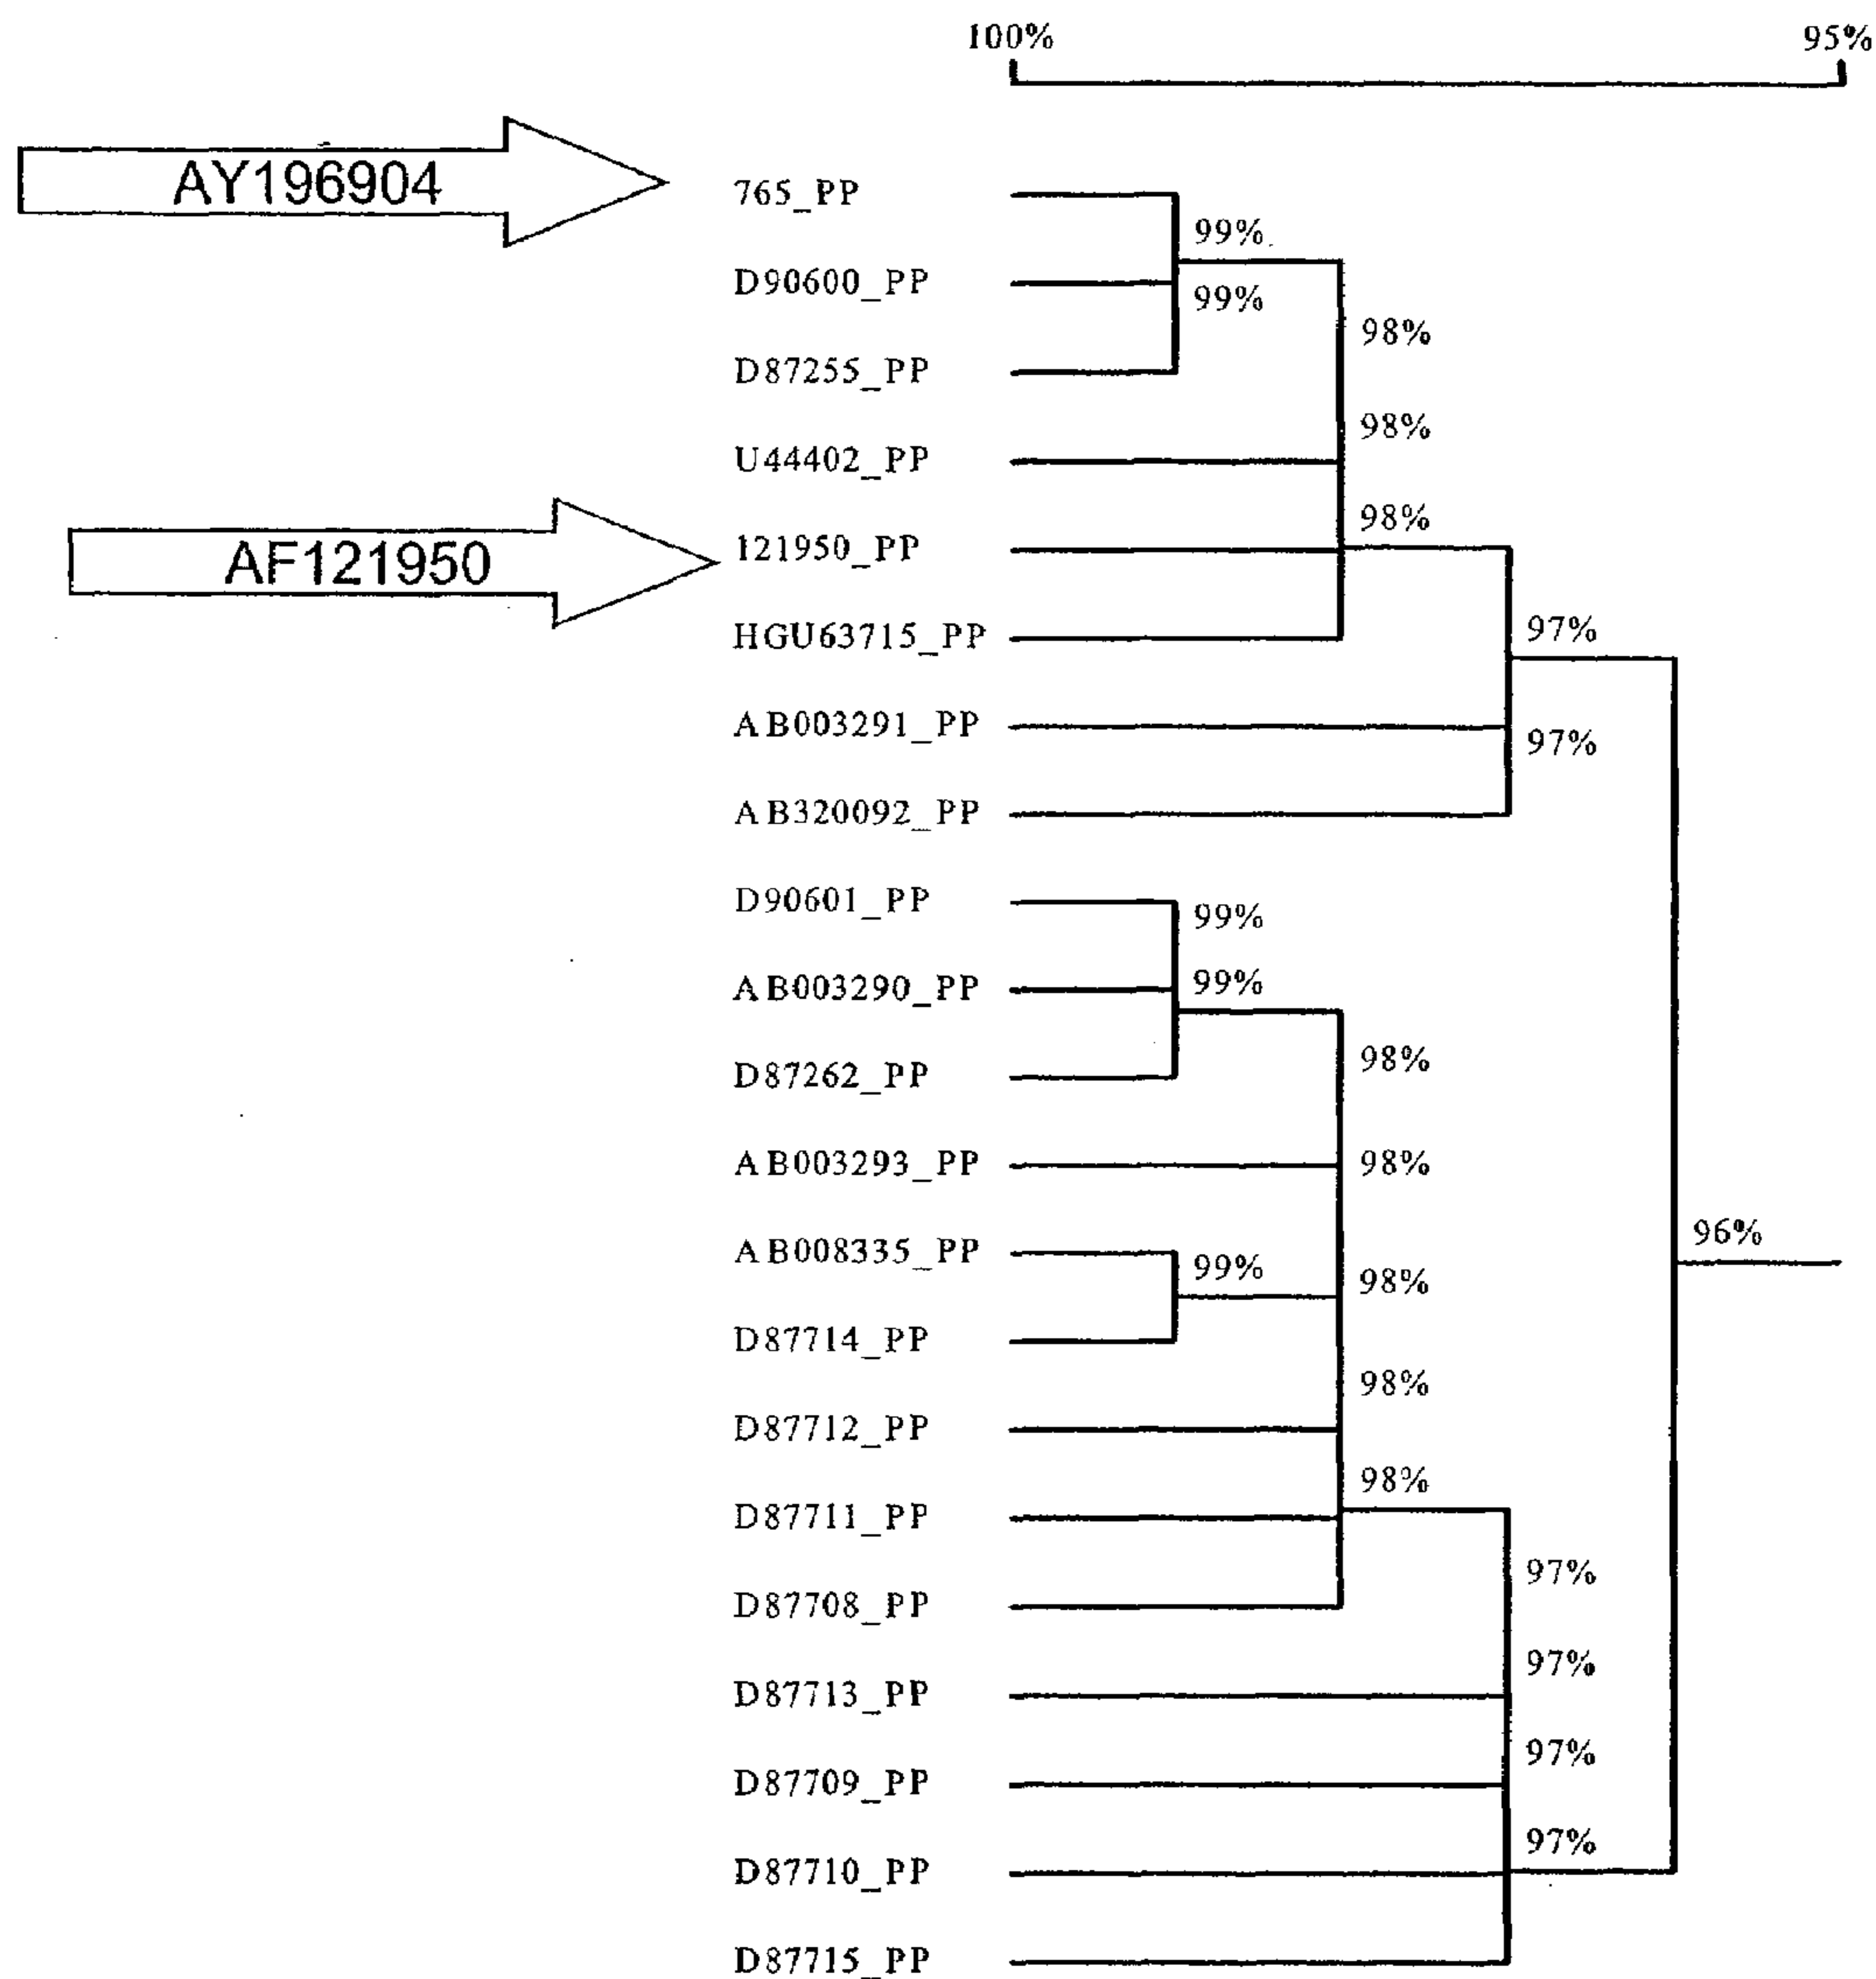 100% 95%
AY196904
765_PP
99%
D90600_PP
99%
98%
D87255_PP
98%
U44402_PP
98%
AF121950
121950_PP
97%
HGU63715_PP
AB003291_PP
97%
AB320092_PP
D90601_PP
99%
AB003290_PP
99%
98%
D87262_PP
AB003293_PP
98%
96%
AB008335_PP
99%
98%
D87714_PP
98%
D87712_PP
98%
D87711_PP
97%
D87708_PP
97%
D87713_PP
97%
D87709_PP
97%
D87710_PP
D87715_PP